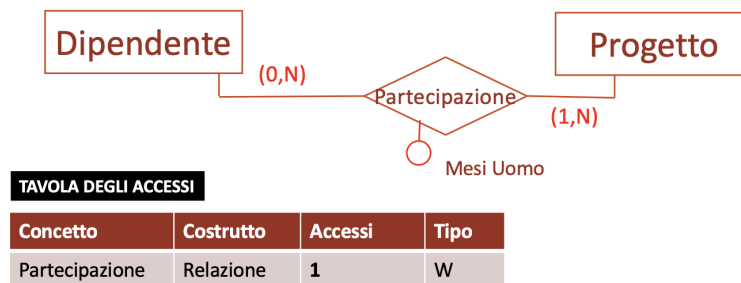 Dipendente
Progetto
(0,N)
Partecipazione
(1,N)
Mesi Uomo
TAVOLA DEGLI ACCESSI
Concetto Costrutto Accessi Tipo
Partecipazione Relazione 1 W